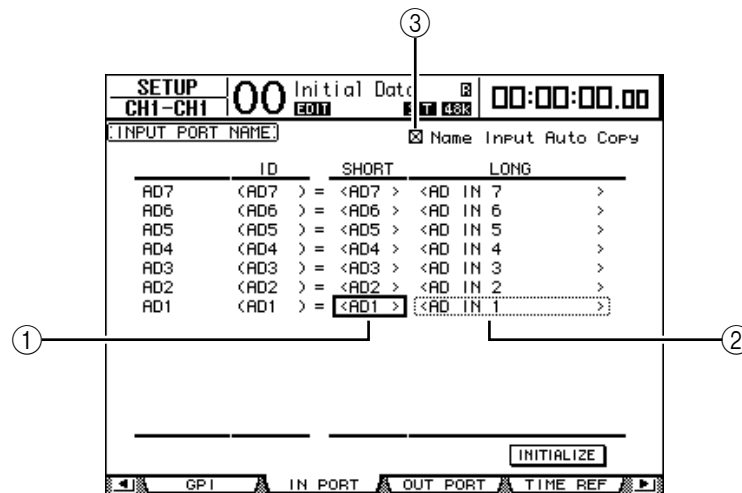 ③
SETUP
CH1-CH1
00
Initial Data
R
EDIT
48k
00:00:00.00
INPUT PORT NAME
Name Input Auto Copy
ID SHORT LONG
AD7 (AD7 ) = <AD7 > <AD IN 7 >
AD6 (AD6 ) = <AD6 > <AD IN 6 >
AD5 (AD5 ) = <AD5 > <AD IN 5 >
AD4 (AD4 ) = <AD4 > <AD IN 4 >
AD3 (AD3 ) = <AD3 > <AD IN 3 >
AD2 (AD2 ) = <AD2 > <AD IN 2 >
AD1 (AD1 ) = <AD1 > <AD IN 1 >
① ②
INITIALIZE
GPI IN PORT OUT PORT TIME REF